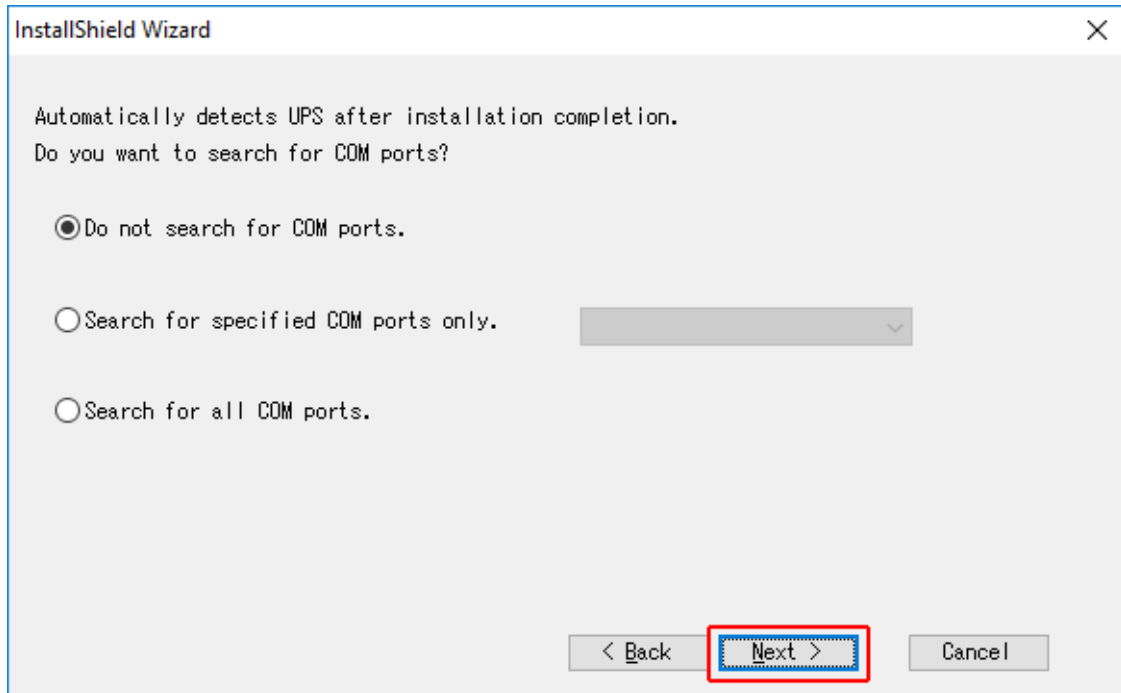 InstallShield Wizard
Automatically detects UPS after installation completion.
Do you want to search for COM ports?
Do not search for COM ports.
Search for specified COM ports only.
Search for all COM ports.
< Back
Next >
Cancel